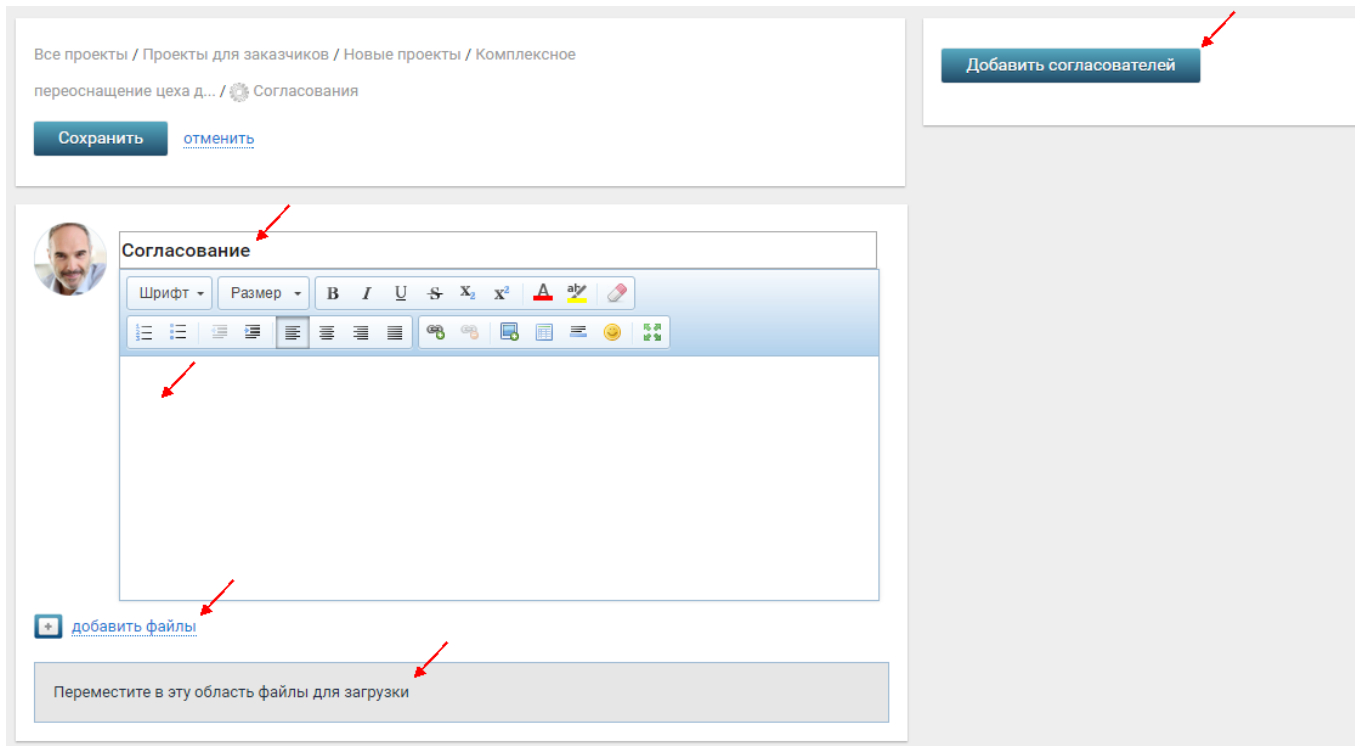 Все проекты / Проекты для заказчиков / Новые проекты / Комплексное
переоснащение цеха д... / Согласования
Сохранить отменить
Добавить согласователей
Согласование
Шрифт Размер B I U S X₂ x² A ab
добавить файлы
Переместите в эту область файлы для загрузки